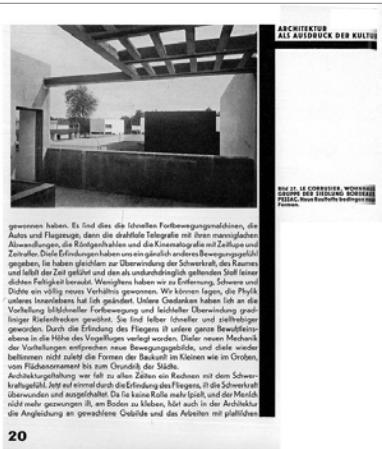 ARCHITEKTUR
ALS AUSDRUCK DER KULTUR
Bild 21. LE CORBUSIER, WOHNHAUS
GRUPPE DER SIEDLUNG BORDEAUX
PESSAC. Neue Baustoffe bedingen neue
Formen.
gewonnen haben. Es sind dies die schnellen Fortbewegungsmaschinen, die
Autos und Flugzeuge, dann die drahtlose Telegrafie mit ihren mannigfachen
Abwandlungen, die Röntgenstrahlen und die Kinematografie mit Zeitlupe und
Zeitraffer. Diese Erfindungen haben uns ein gänzlich anderes Bewegungsgefühl
gegeben, sie haben gleichsam zur Überwindung der Schwerkraft, des Raumes
und selbst der Zeit geführt und den als undurchdringlich geltenden Stoff seiner
dichten Festigkeit beraubt. Wenigstens haben wir zu Entfernung, Schwere und
Dichte ein völlig neues Verhältnis gewonnen. Wir können sagen, die Physik
unseres Innenlebens hat sich geändert. Unsere Gedanken haben sich an die
Vorstellung blitzschneller Fortbewegung und leichtester Überwindung grad-
liniger Riesenstrecken gewöhnt. Sie sind selber schneller und zielstrebiger
geworden. Durch die Erfindung des Fliegens ist unsere ganze Bewußtseins-
ebene in die Höhe des Vogelfluges verlegt worden. Dieser neuen Mechanik
der Vorstellungen entsprechen neue Bewegungsgebilde, und diese wieder
bestimmen nicht zuletzt die Formen der Baukunst im Kleinen wie im Großen,
vom Flächenornament bis zum Grundriß der Städte.
Architekturgestaltung war fast zu allen Zeiten ein Rechnen mit dem Schwer-
kraftsgefühl. Jetzt auf einmal durch die Erfindung des Fliegens, ist die Schwerkraft
überwunden und ausgeschaltet. Da sie keine Rolle mehr spielt, und der Mensch
nicht mehr gezwungen ist, am Boden zu kleben, hört auch in der Architektur
die Angleichung an gewachsene Gebilde und das Arbeiten mit plastischen
20